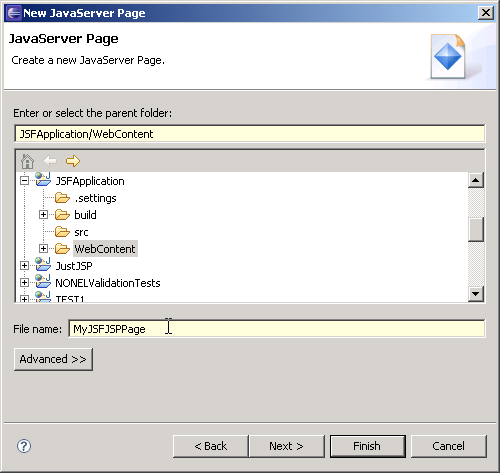 New JavaServer Page
JavaServer Page
Create a new JavaServer Page.
Enter or select the parent folder:
JSFApplication/WebContent
JSFApplication
.settings
build
src
WebContent
JustJSP
NONELValidationTests
TEST1
File name: MyJSFJSPPage
Advanced >>
? < Back Next > Finish Cancel